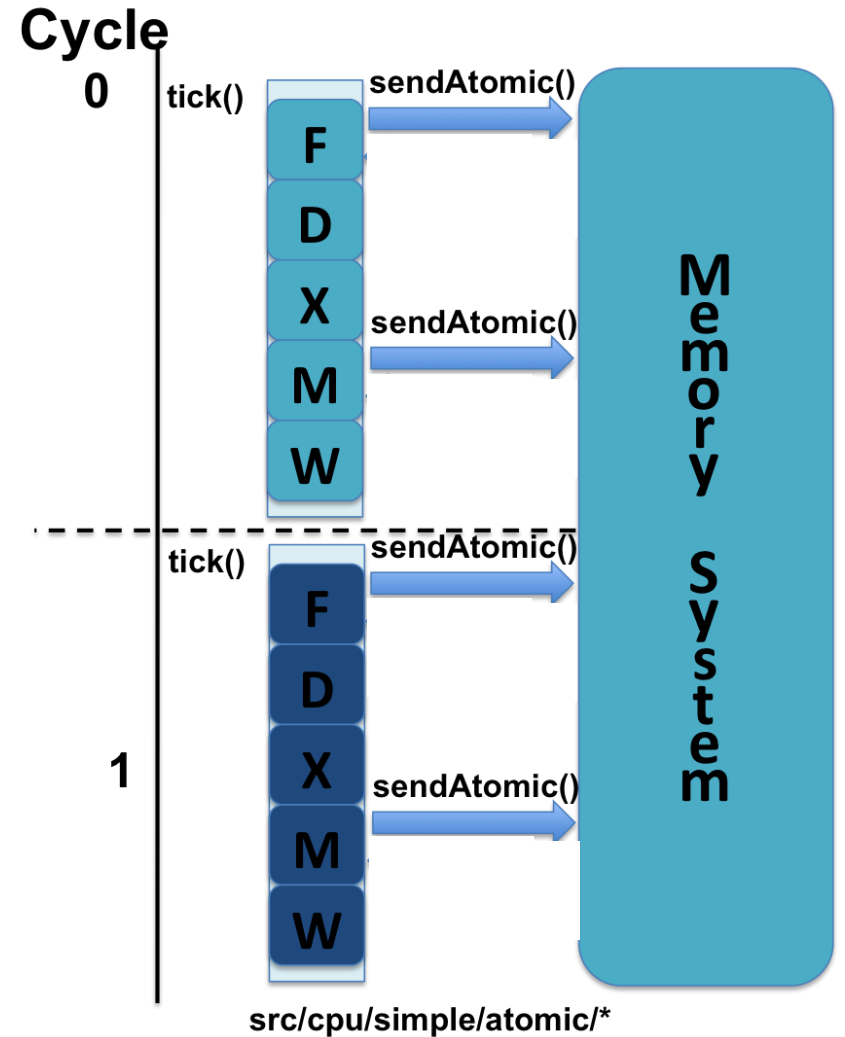 Cycle
0
tick()
sendAtomic()
F
D
X
sendAtomic()
M
W
tick()
sendAtomic()
F
D
1
X
sendAtomic()
M
W
Memory System
src/cpu/simple/atomic/*